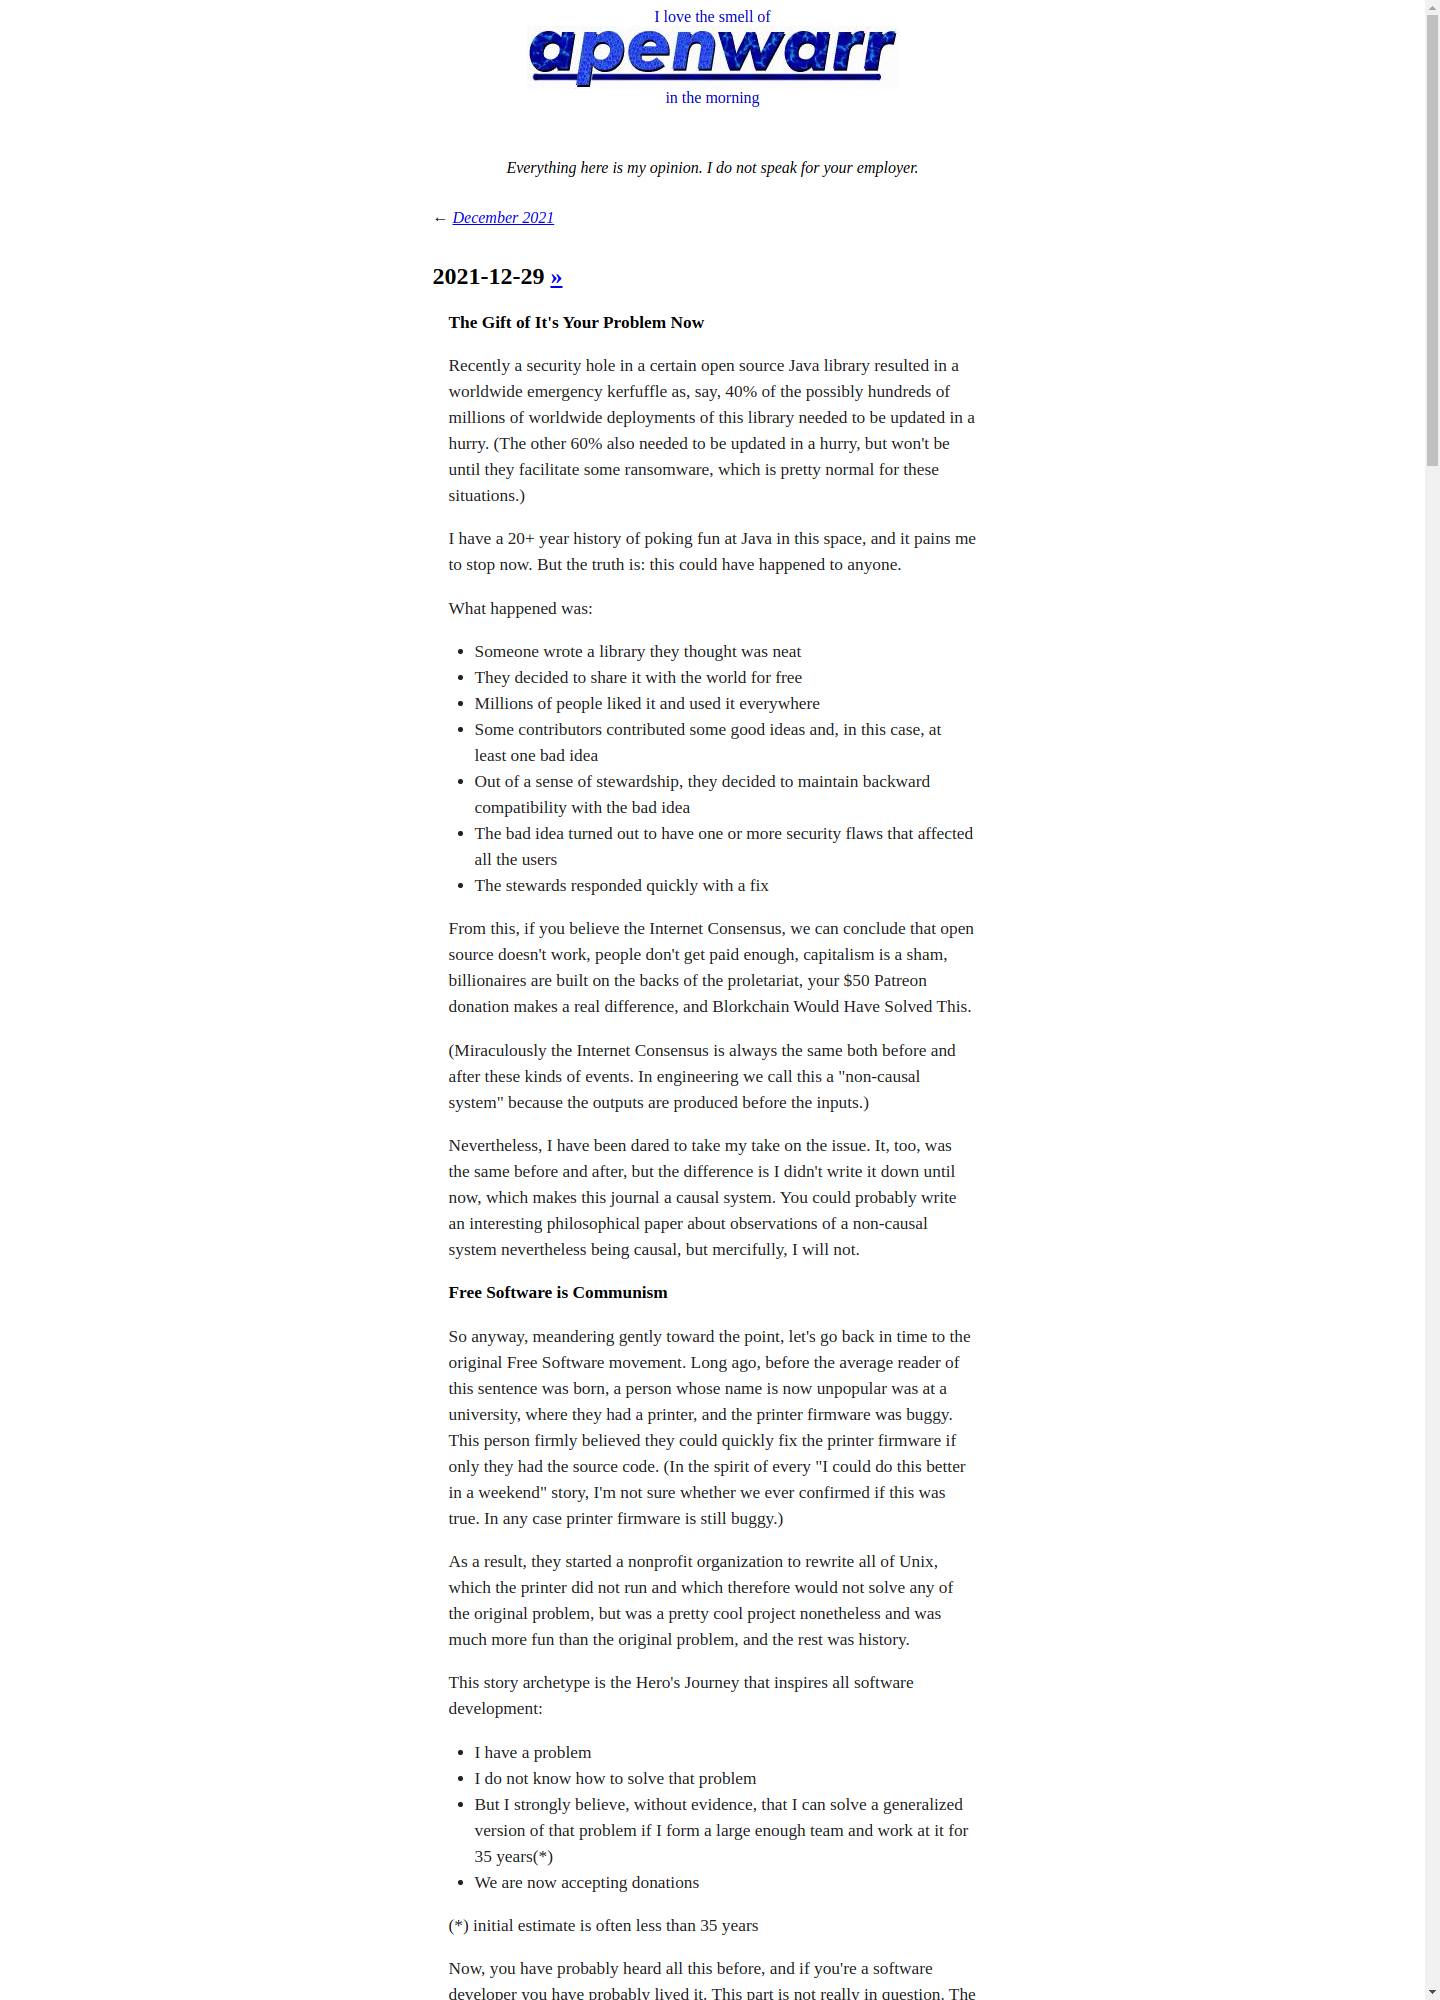 I love the smell of
apenwarr
in the morning
Everything here is my opinion. I do not speak for your employer.
← December 2021
2021-12-29 »
The Gift of It's Your Problem Now
Recently a security hole in a certain open source Java library resulted in a
worldwide emergency kerfuffle as, say, 40% of the possibly hundreds of
millions of worldwide deployments of this library needed to be updated in a
hurry. (The other 60% also needed to be updated in a hurry, but won't be
until they facilitate some ransomware, which is pretty normal for these
situations.)
I have a 20+ year history of poking fun at Java in this space, and it pains me
to stop now. But the truth is: this could have happened to anyone.
What happened was:
• Someone wrote a library they thought was neat
• They decided to share it with the world for free
• Millions of people liked it and used it everywhere
• Some contributors contributed some good ideas and, in this case, at
least one bad idea
• Out of a sense of stewardship, they decided to maintain backward
compatibility with the bad idea
• The bad idea turned out to have one or more security flaws that affected
all the users
• The stewards responded quickly with a fix
From this, if you believe the Internet Consensus, we can conclude that open
source doesn't work, people don't get paid enough, capitalism is a sham,
billionaires are built on the backs of the proletariat, your $50 Patreon
donation makes a real difference, and Blorkchain Would Have Solved This.
(Miraculously the Internet Consensus is always the same both before and
after these kinds of events. In engineering we call this a "non-causal
system" because the outputs are produced before the inputs.)
Nevertheless, I have been dared to take my take on the issue. It, too, was
the same before and after, but the difference is I didn't write it down until
now, which makes this journal a causal system. You could probably write
an interesting philosophical paper about observations of a non-causal
system nevertheless being causal, but mercifully, I will not.
Free Software is Communism
So anyway, meandering gently toward the point, let's go back in time to the
original Free Software movement. Long ago, before the average reader of
this sentence was born, a person whose name is now unpopular was at a
university, where they had a printer, and the printer firmware was buggy.
This person firmly believed they could quickly fix the printer firmware if
only they had the source code. (In the spirit of every "I could do this better
in a weekend" story, I'm not sure whether we ever confirmed if this was
true. In any case printer firmware is still buggy.)
As a result, they started a nonprofit organization to rewrite all of Unix,
which the printer did not run and which therefore would not solve any of
the original problem, but was a pretty cool project nonetheless and was
much more fun than the original problem, and the rest was history.
This story archetype is the Hero's Journey that inspires all software
development:
• I have a problem
• I do not know how to solve that problem
• But I strongly believe, without evidence, that I can solve a generalized
version of that problem if I form a large enough team and work at it for
35 years(*)
• We are now accepting donations
(*) initial estimate is often less than 35 years
Now, you have probably heard all this before, and if you're a software
developer you have probably lived it. This part is not really in question. The